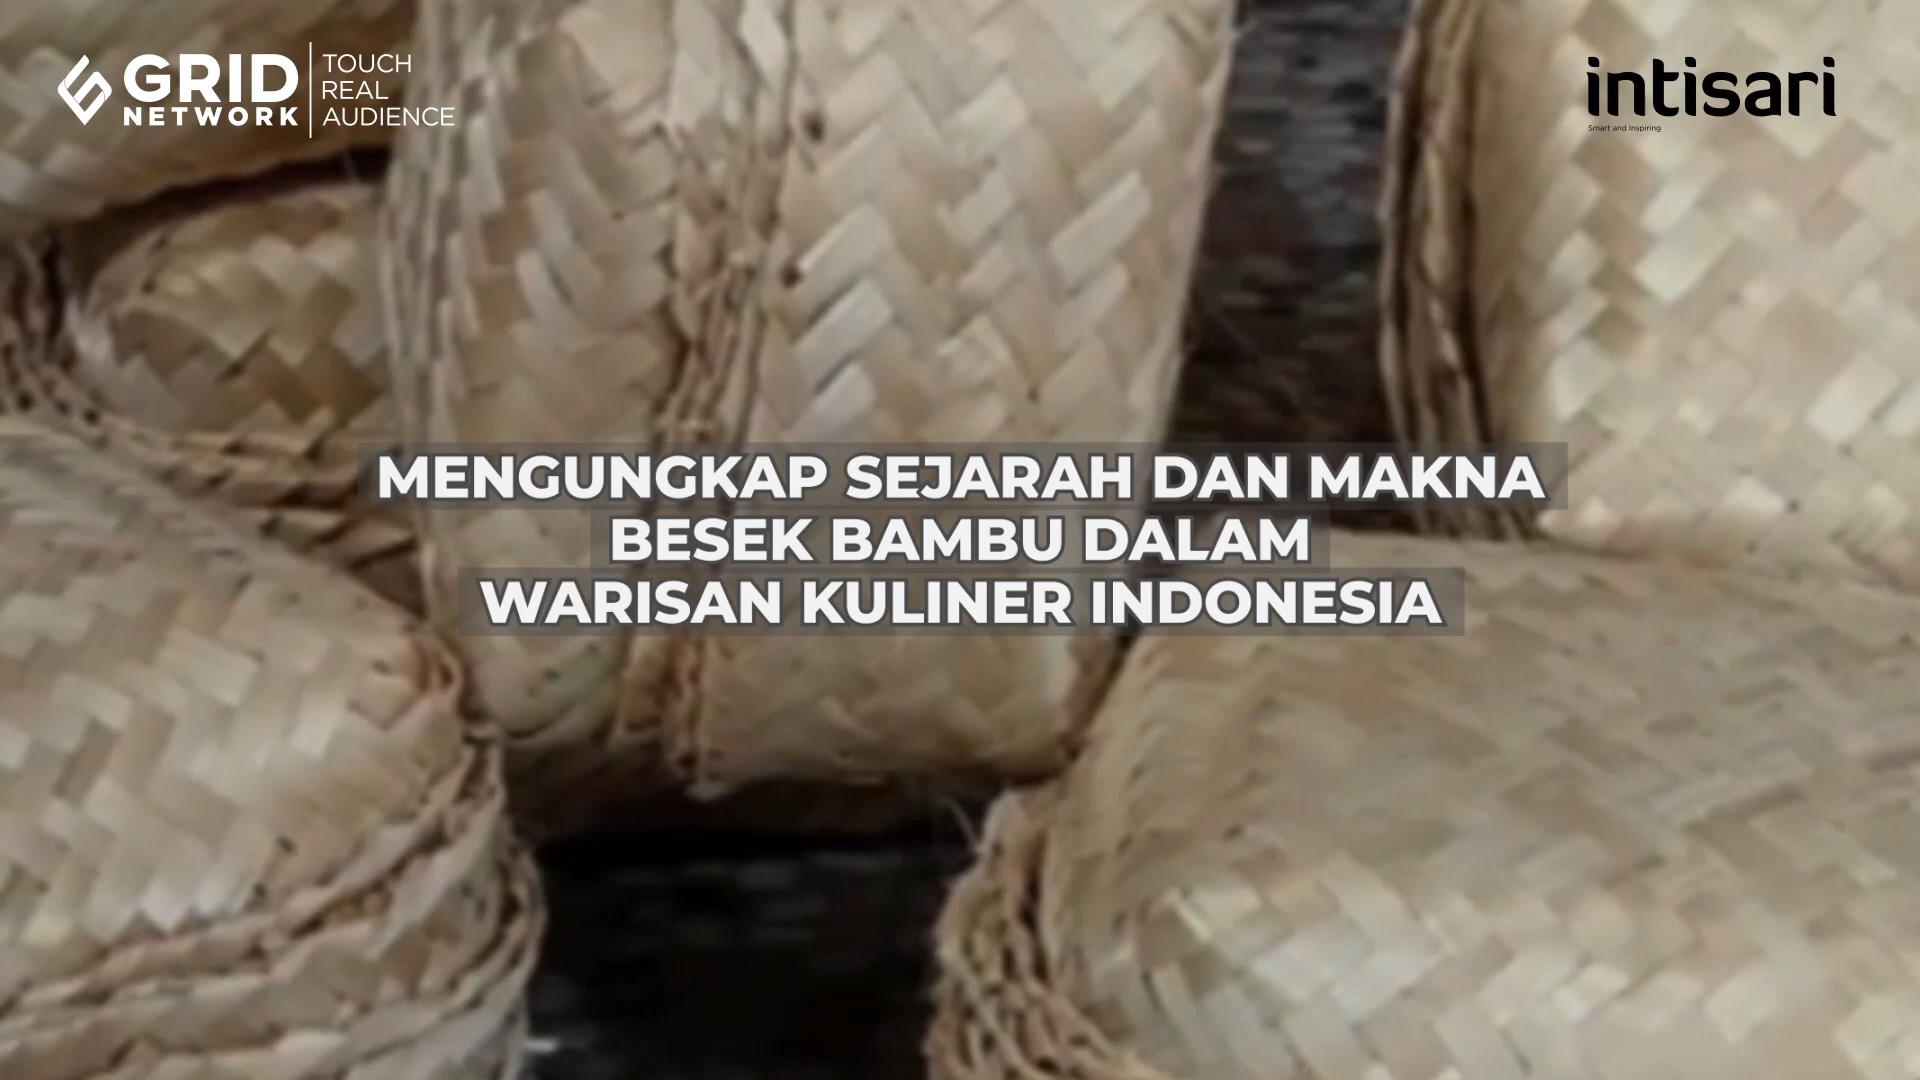 GRID
NETWORK
TOUCH
REAL
AUDIENCE
intisari
Smart and Inspiring
MENGUNGKAP SEJARAH DAN MAKNA
BESEK BAMBU DALAM
WARISAN KULINER INDONESIA